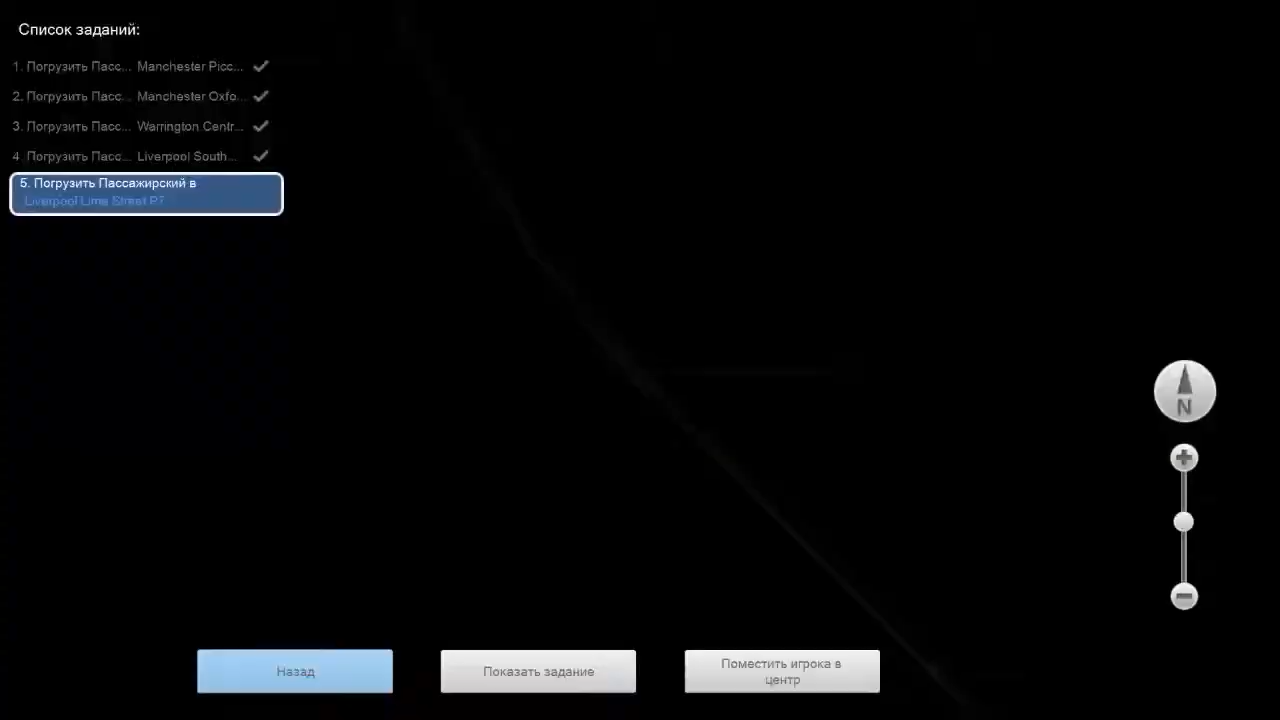 Список заданий:
1. Погрузить Пасс... Manchester Picc...
2. Погрузить Пасс... Manchester Oxfo...
3. Погрузить Пасс... Warrington Centr...
4. Погрузить Пасс... Liverpool South...
5. Погрузить Пассажирский в
Liverpool Lime Street P7
N
Назад
Показать задание
Поместить игрока в
центр